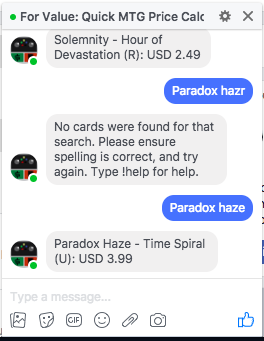 For Value: Quick MTG Price Calc
Solemnity - Hour of
Devastation (R): USD 2.49
Paradox hazr
No cards were found for that
search. Please ensure
spelling is correct, and try
again. Type !help for help.
Paradox haze
Paradox Haze - Time Spiral
(U): USD 3.99
Type a message...
GIF